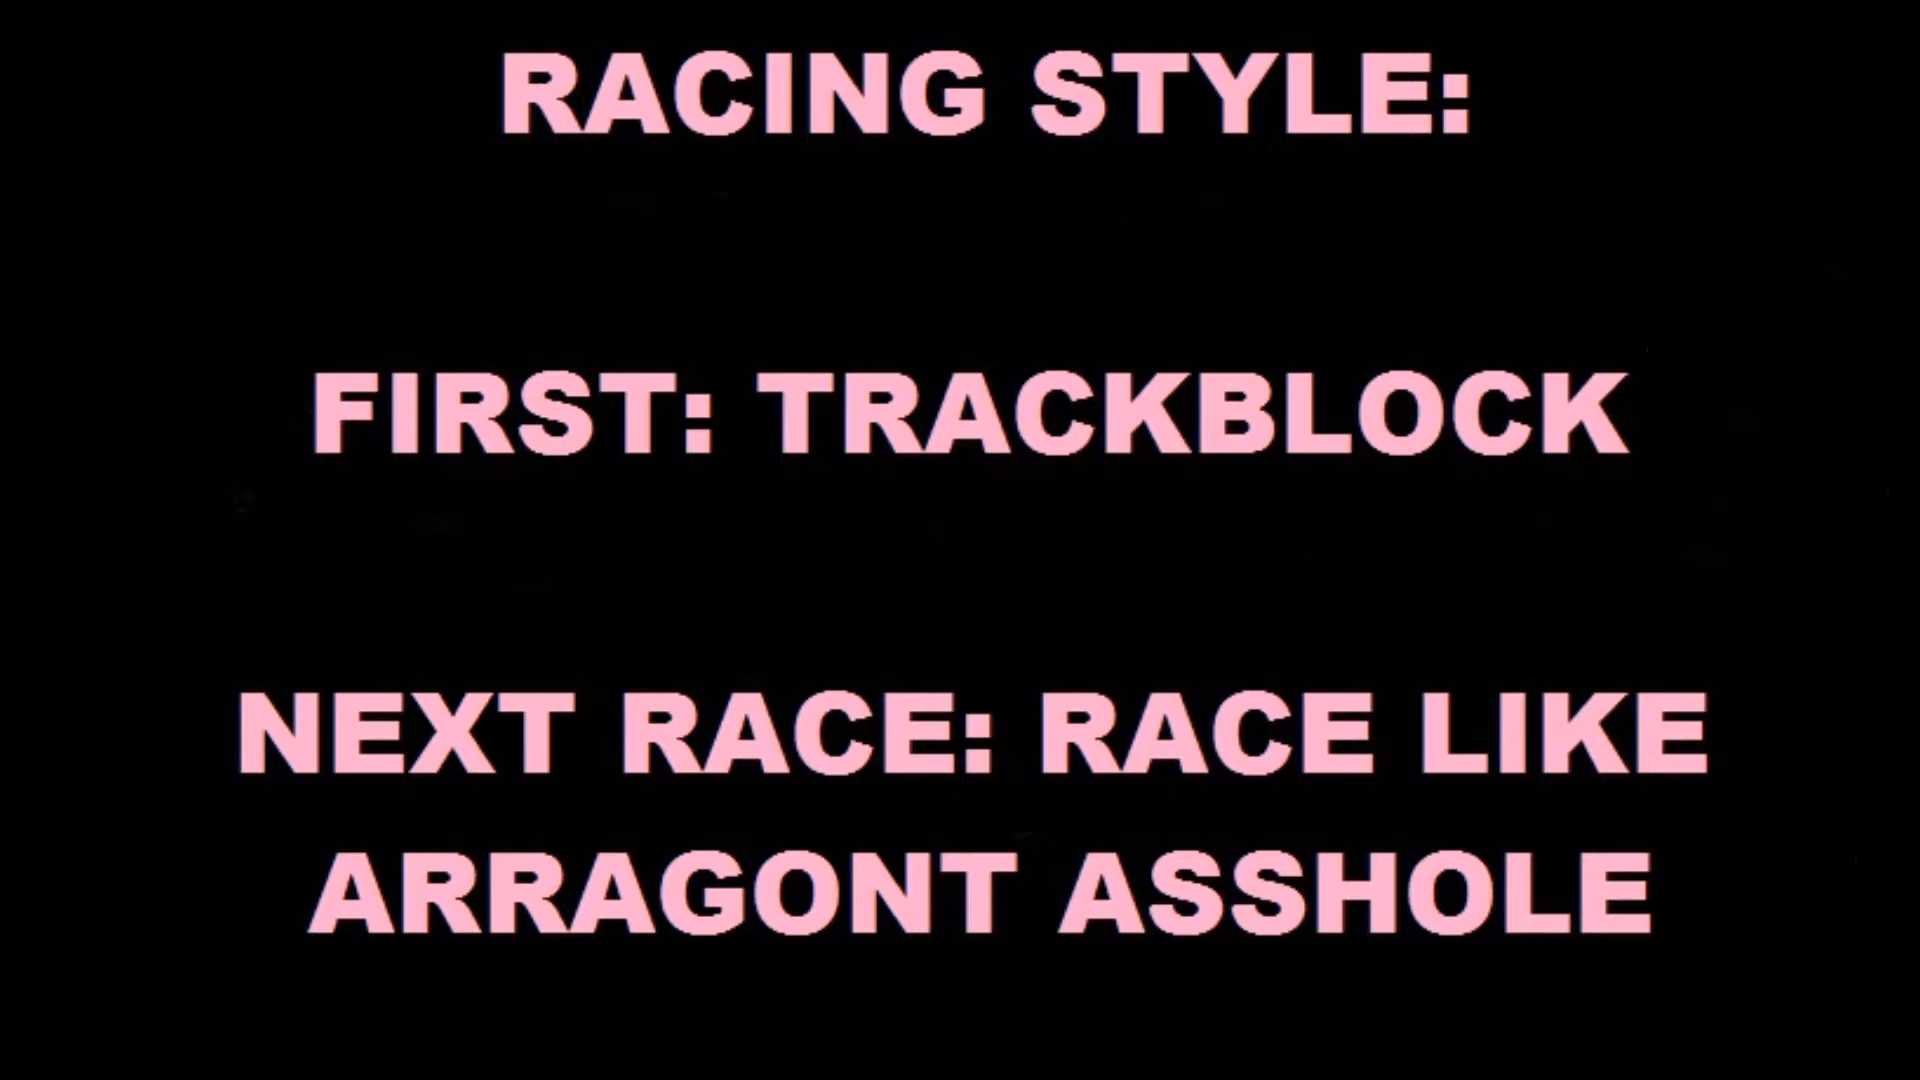 RACING STYLE:
FIRST: TRACKBLOCK
NEXT RACE: RACE LIKE
ARRAGONT ASSHOLE